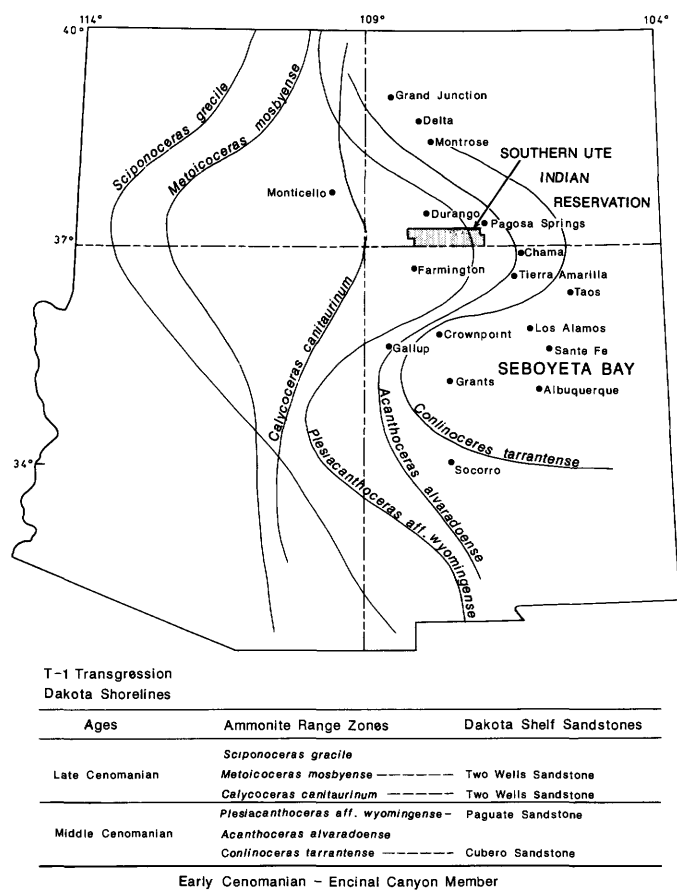 40°
114°
109°
104°
Sciponoceras grecile
Metoicoceras mosbyense
Grand Junction
Delta
Montrose
SOUTHERN UTE
INDIAN
RESERVATION
Monticello
Durango
Pagosa Springs
37°
Chama
Farmington
Tierra Amarilla
Taos
Calycoceras canitaurinum
Crownpoint
Los Alamos
Gallup
Sante Fe
SEBOYETA BAY
Grants
Albuquerque
Conlinoceres tarrantense
Acanthoceras alvaradoense
Plesiacanthoceras aff. wyomingense
34°
Socorro
T-1 Transgression
Dakota Shorelines
Ages Ammonite Range Zones Dakota Shelf Sandstones
Sciponoceras gracile
Late Cenomanian Metoicoceras mosbyense Two Wells Sandstone
Calycoceras canitaurinum Two Wells Sandstone
Plesiacanthoceras aff. wyomingense – Paguate Sandstone
Middle Cenomanian Acanthoceras alvaradoense
Conlinoceras tarrantense Cubero Sandstone
Early Cenomanian – Encinal Canyon Member